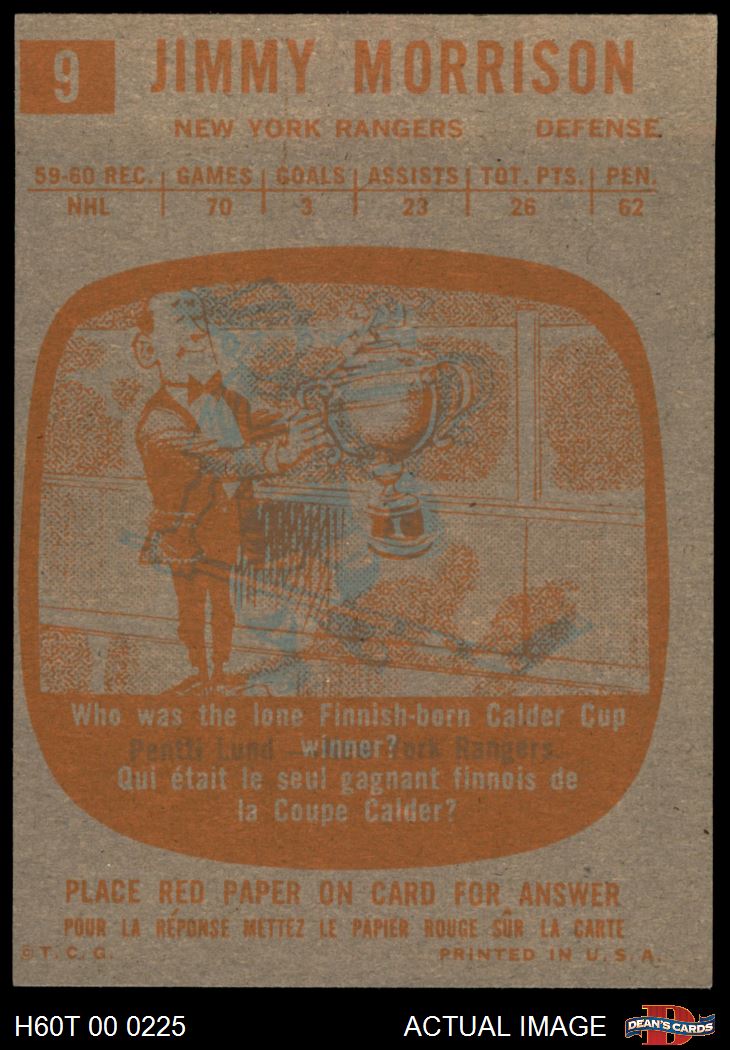 9 JIMMY MORRISON
NEW YORK RANGERS DEFENSE
59-60 REC. GAMES GOALS ASSISTS TOT. PTS. PEN.
NHL 70 3 23 26 62
Who was the lone Finnish-born Calder Cup
winner?
Pentti Lund — New York Rangers
Qui était le seul gagnant finnois de
la Coupe Calder?
PLACE RED PAPER ON CARD FOR ANSWER
POUR LA RÉPONSE METTEZ LE PAPIER ROUGE SÛR LA CARTE
© T. C. G. PRINTED IN U. S. A.
H60T 00 0225 ACTUAL IMAGE D DEAN'S CARDS